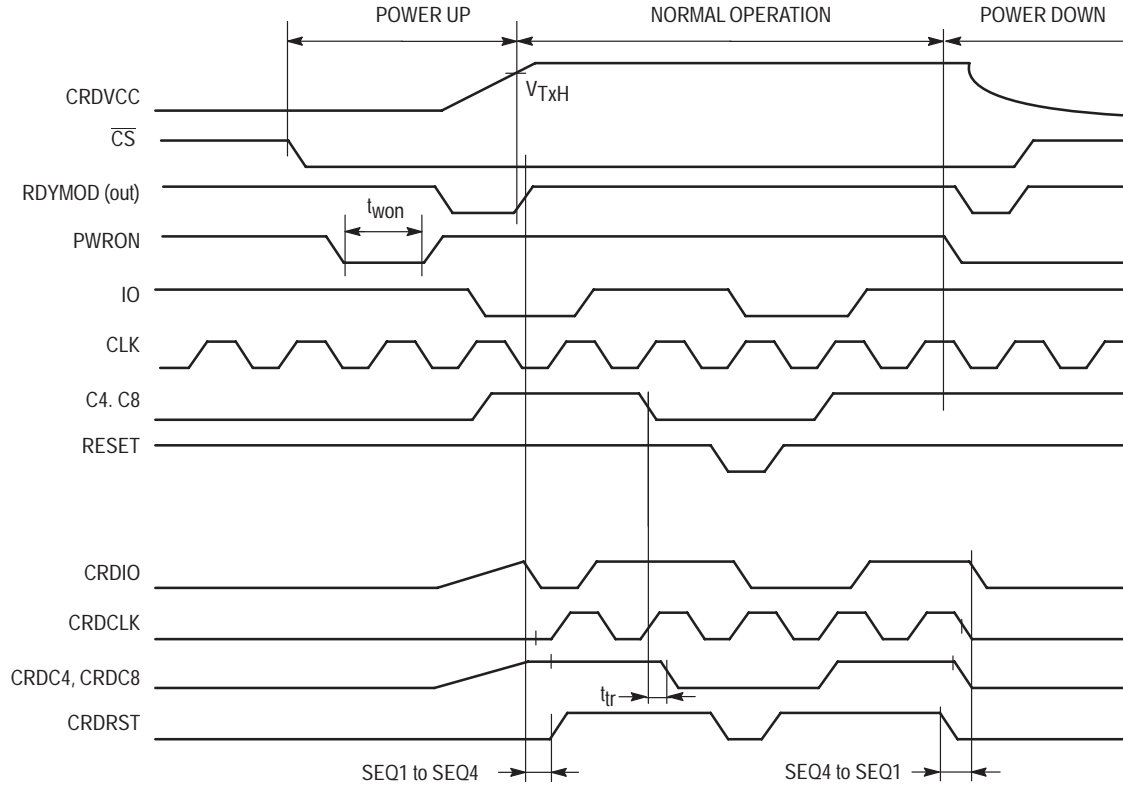 POWER UP NORMAL OPERATION POWER DOWN
CRDVCC VTxH
CS
RDYMOD (out)
twon
PWRON
IO
CLK
C4. C8
RESET
CRDIO
CRDCLK
CRDC4, CRDC8
ttr
CRDRST
SEQ1 to SEQ4 SEQ4 to SEQ1